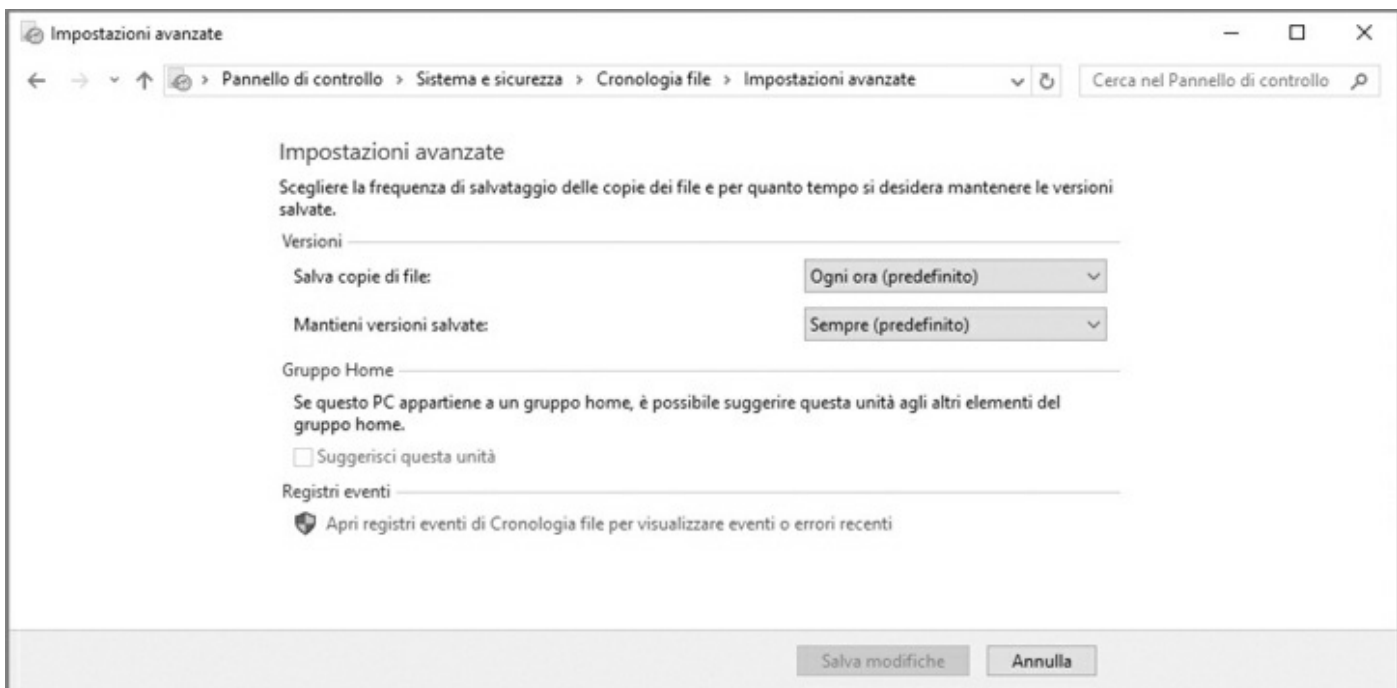 Impostazioni avanzate
Pannello di controllo > Sistema e sicurezza > Cronologia file > Impostazioni avanzate
Cerca nel Pannello di controllo
Impostazioni avanzate
Scegliere la frequenza di salvataggio delle copie dei file e per quanto tempo si desidera mantenere le versioni
salvate.
Versioni
Salva copie di file: Ogni ora (predefinito)
Mantieni versioni salvate: Sempre (predefinito)
Gruppo Home
Se questo PC appartiene a un gruppo home, è possibile suggerire questa unità agli altri elementi del
gruppo home.
Suggerisci questa unità
Registri eventi
Apri registri eventi di Cronologia file per visualizzare eventi o errori recenti
Salva modifiche Annulla